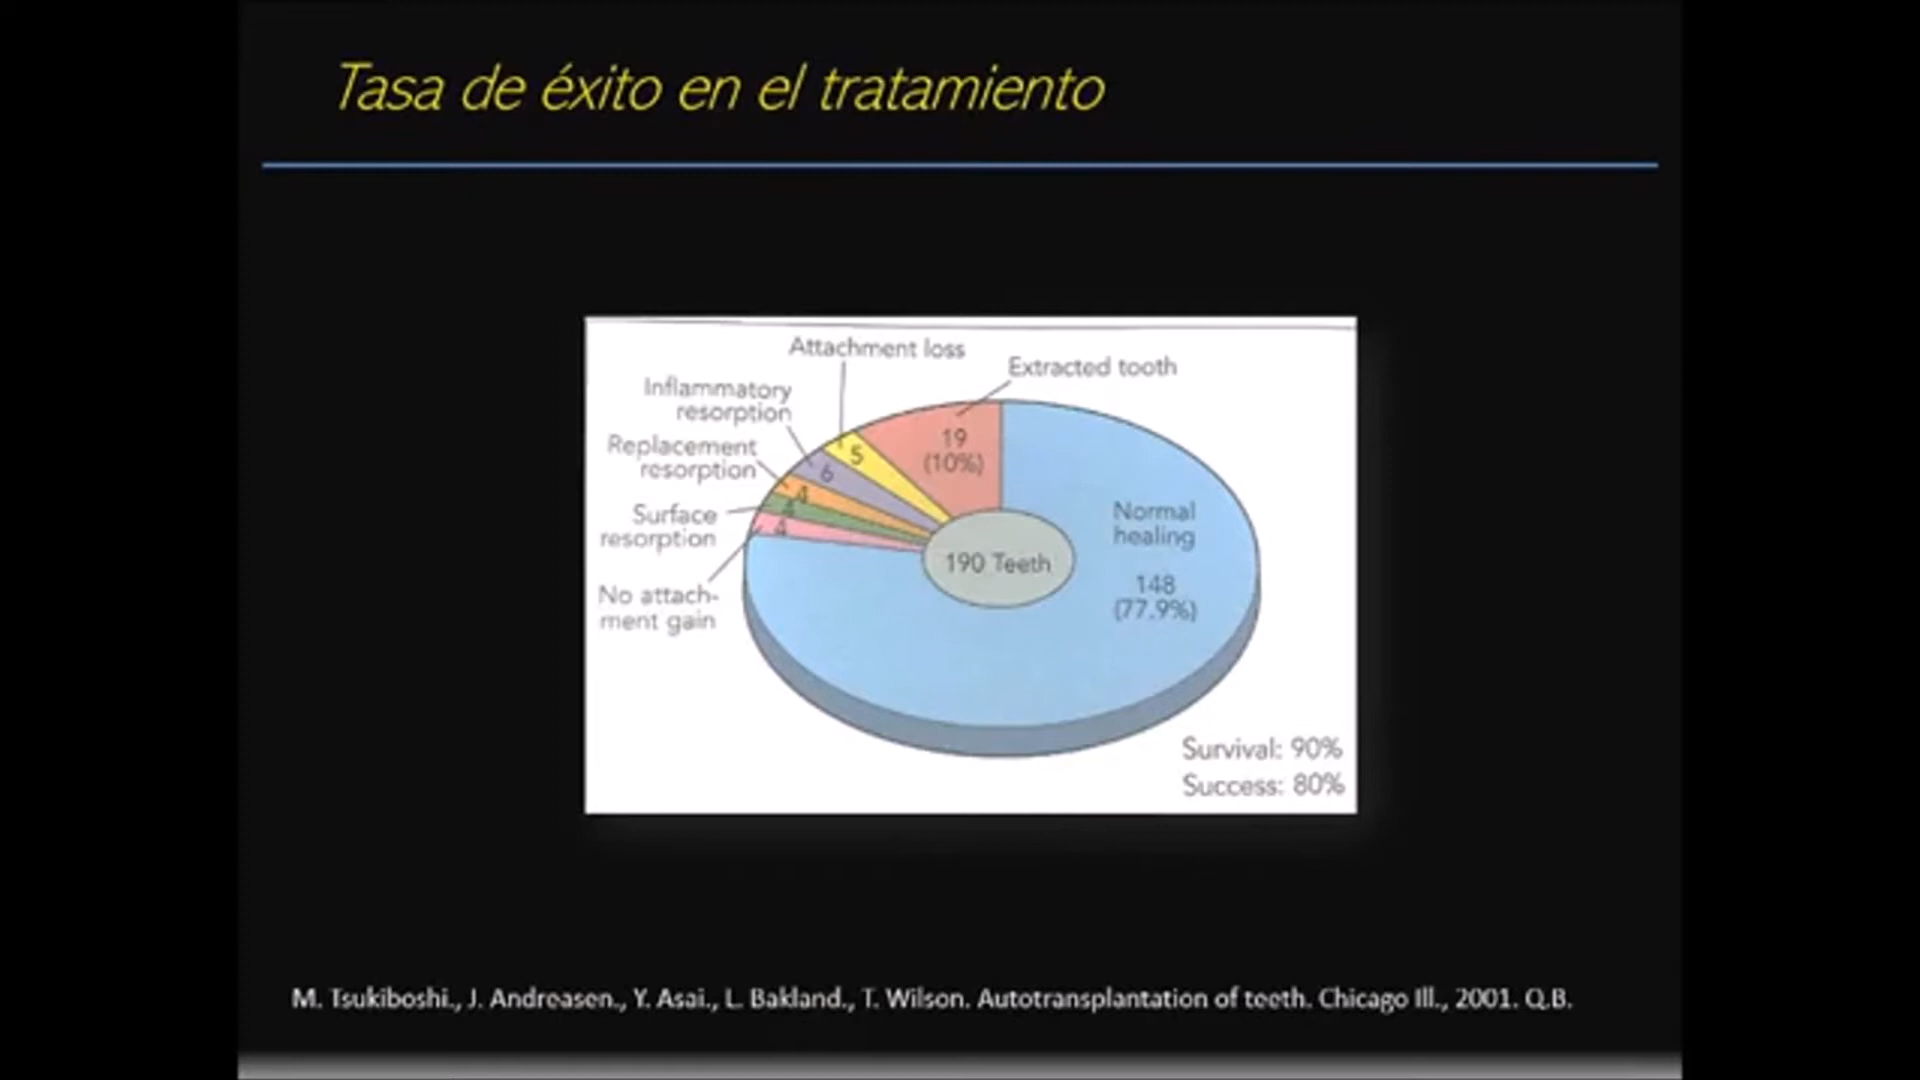 Tasa de éxito en el tratamiento
Attachment loss
Extracted tooth
Inflammatory
resorption
Replacement
resorption
Surface
resorption
No attach-
ment gain
19
(10%)
5
6
4
4
4
190 Teeth
Normal
healing
148
(77.9%)
Survival: 90%
Success: 80%
M. Tsukiboshi., J. Andreasen., Y. Asai., L. Bakland., T. Wilson. Autotransplantation of teeth. Chicago Ill., 2001. Q.B.